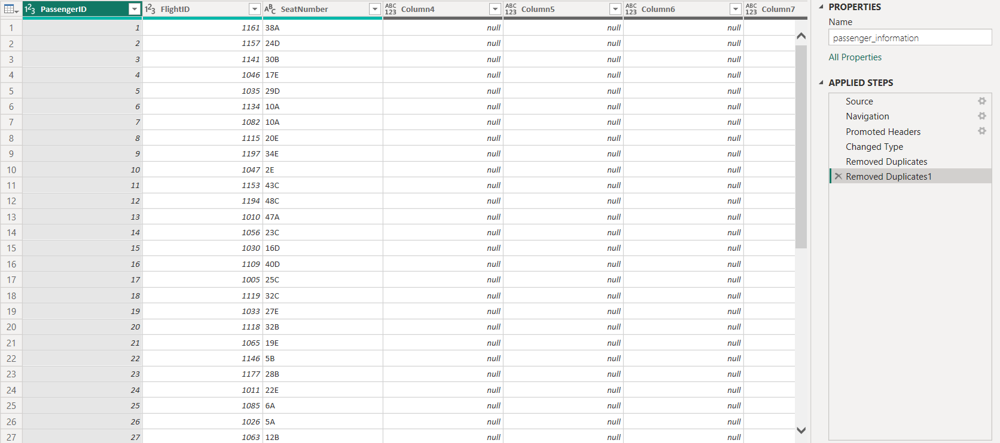 1²3 PassengerID 1²3 FlightID ABC SeatNumber ABC 123 Column4 ABC 123 Column5 ABC 123 Column6 ABC 123 Column7
1 1 1161 38A null null null
2 2 1157 24D null null null
3 3 1141 30B null null null
4 4 1046 17E null null null
5 5 1035 29D null null null
6 6 1134 10A null null null
7 7 1082 10A null null null
8 8 1115 20E null null null
9 9 1197 34E null null null
10 10 1047 2E null null null
11 11 1153 43C null null null
12 12 1194 48C null null null
13 13 1010 47A null null null
14 14 1056 23C null null null
15 15 1030 16D null null null
16 16 1109 40D null null null
17 17 1005 25C null null null
18 18 1119 32C null null null
19 19 1033 27E null null null
20 20 1118 32B null null null
21 21 1065 19E null null null
22 22 1146 5B null null null
23 23 1177 28B null null null
24 24 1011 22E null null null
25 25 1085 6A null null null
26 26 1026 5A null null null
27 27 1063 12B null null null
PROPERTIES
Name
passenger_information
All Properties
APPLIED STEPS
Source
Navigation
Promoted Headers
Changed Type
Removed Duplicates
Removed Duplicates1